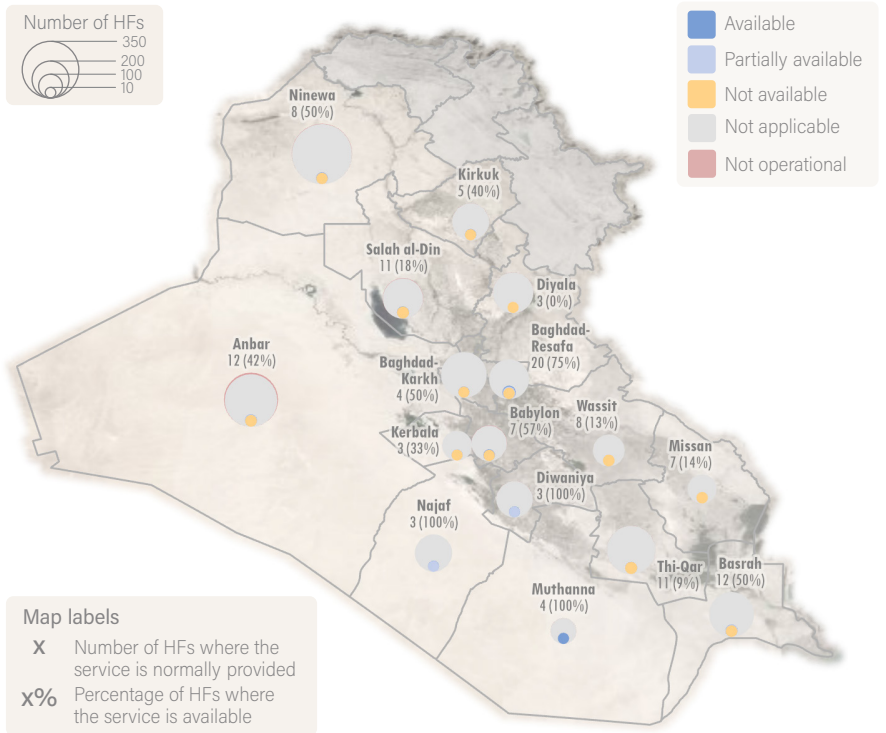 Number of HFs
350
200
100
10
Available
Partially available
Not available
Not applicable
Not operational
Ninewa
8 (50%)
Kirkuk
5 (40%)
Salah al-Din
11 (18%)
Diyala
3 (0%)
Anbar
12 (42%)
Baghdad-
Resafa
20 (75%)
Baghdad-
Karkh
4 (50%)
Babylon
7 (57%)
Wassit
8 (13%)
Kerbala
3 (33%)
Missan
7 (14%)
Diwaniya
3 (100%)
Najaf
3 (100%)
Thi-Qar
11 (9%)
Basrah
12 (50%)
Muthanna
4 (100%)
Map labels
x Number of HFs where the
service is normally provided
x% Percentage of HFs where
the service is available